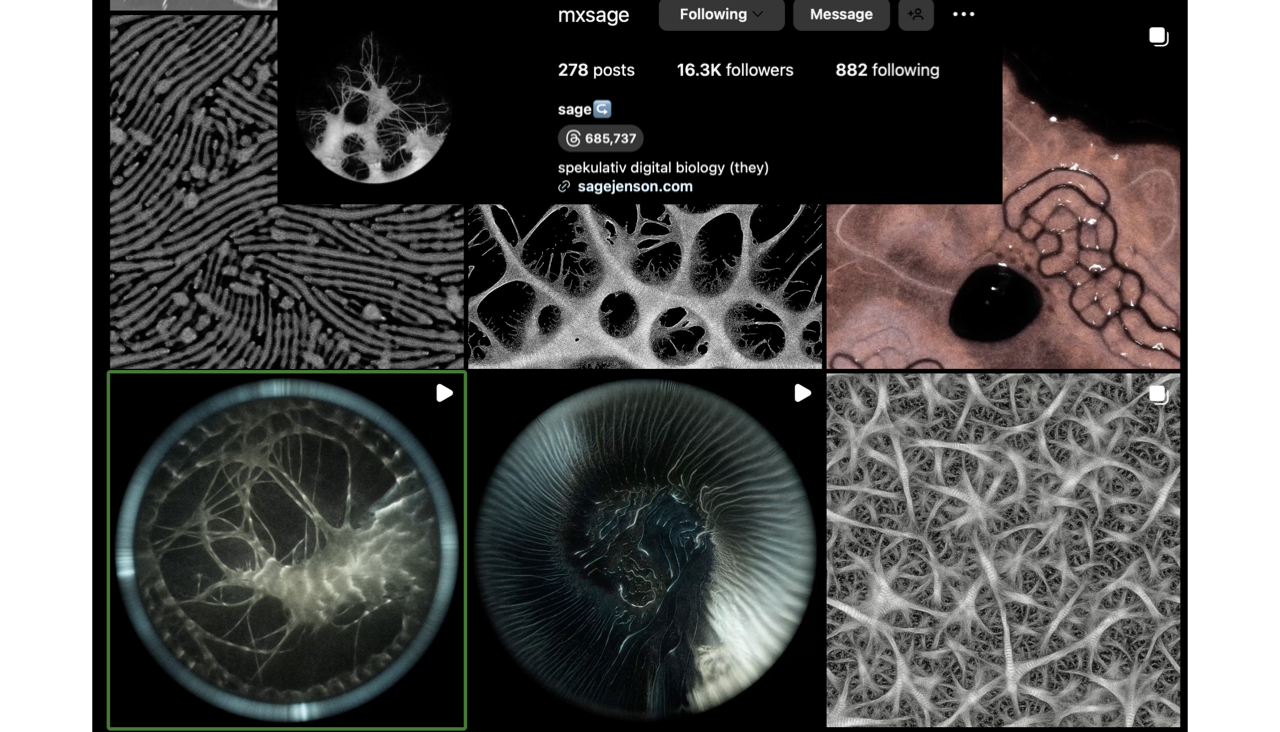 mxsage Following Message
278 posts 16.3K followers 882 following
sage
685,737
spekulativ digital biology (they)
sagejenson.com